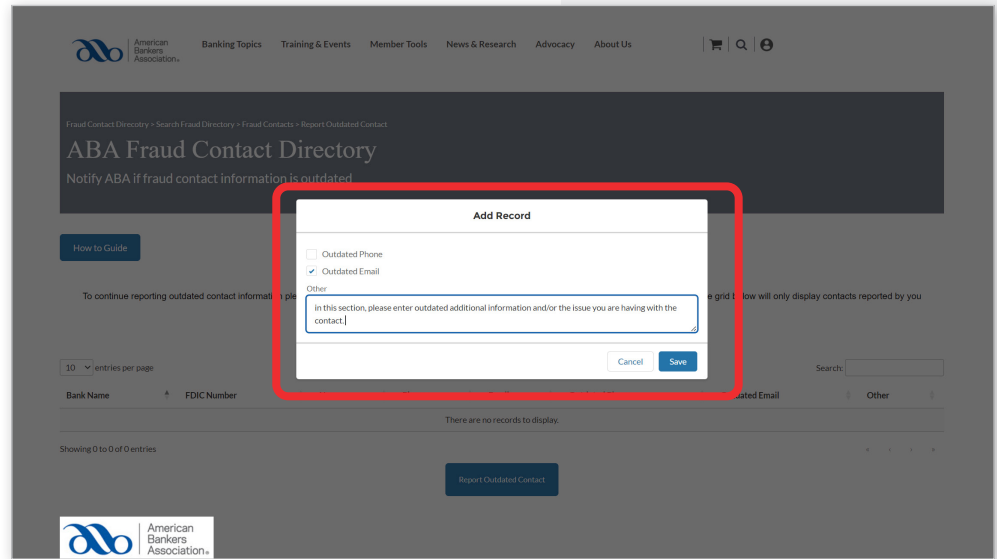 American
Bankers
Association®
Banking Topics Training & Events Member Tools News & Research Advocacy About Us
Fraud Contact Direcotry > Search Fraud Directory > Fraud Contacts > Report Outdated Contact
ABA Fraud Contact Directory
Notify ABA if fraud contact information is outdated
Add Record
How to Guide
Outdated Phone
Outdated Email
Other
To continue reporting outdated contact information
in this section, please enter outdated additional information and/or the issue you are having with the
contact.
grid below will only display contacts reported by you
Cancel Save
10 entries per page
Search:
Bank Name FDIC Number Email Other
There are no records to display.
Showing 0 to 0 of 0 entries
Report Outdated Contact
American
Bankers
Association®